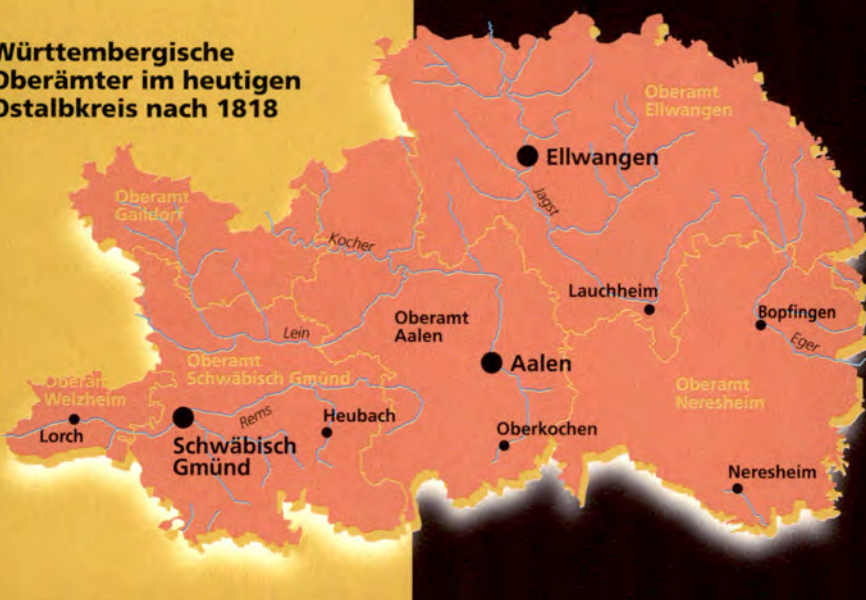 Württembergische
Oberämter im heutigen
Ostalbkreis nach 1818
Oberamt
Ellwangen
Ellwangen
Oberamt
Gaildorf
Jagst
Kocher
Lauchheim
Oberamt
Aalen
Bopfingen
Lein
Eger
Oberamt
Schwäbisch Gmünd
Aalen
Oberamt
Welzheim
Oberamt
Neresheim
Rems
Heubach
Lorch
Oberkochen
Schwäbisch
Gmünd
Neresheim